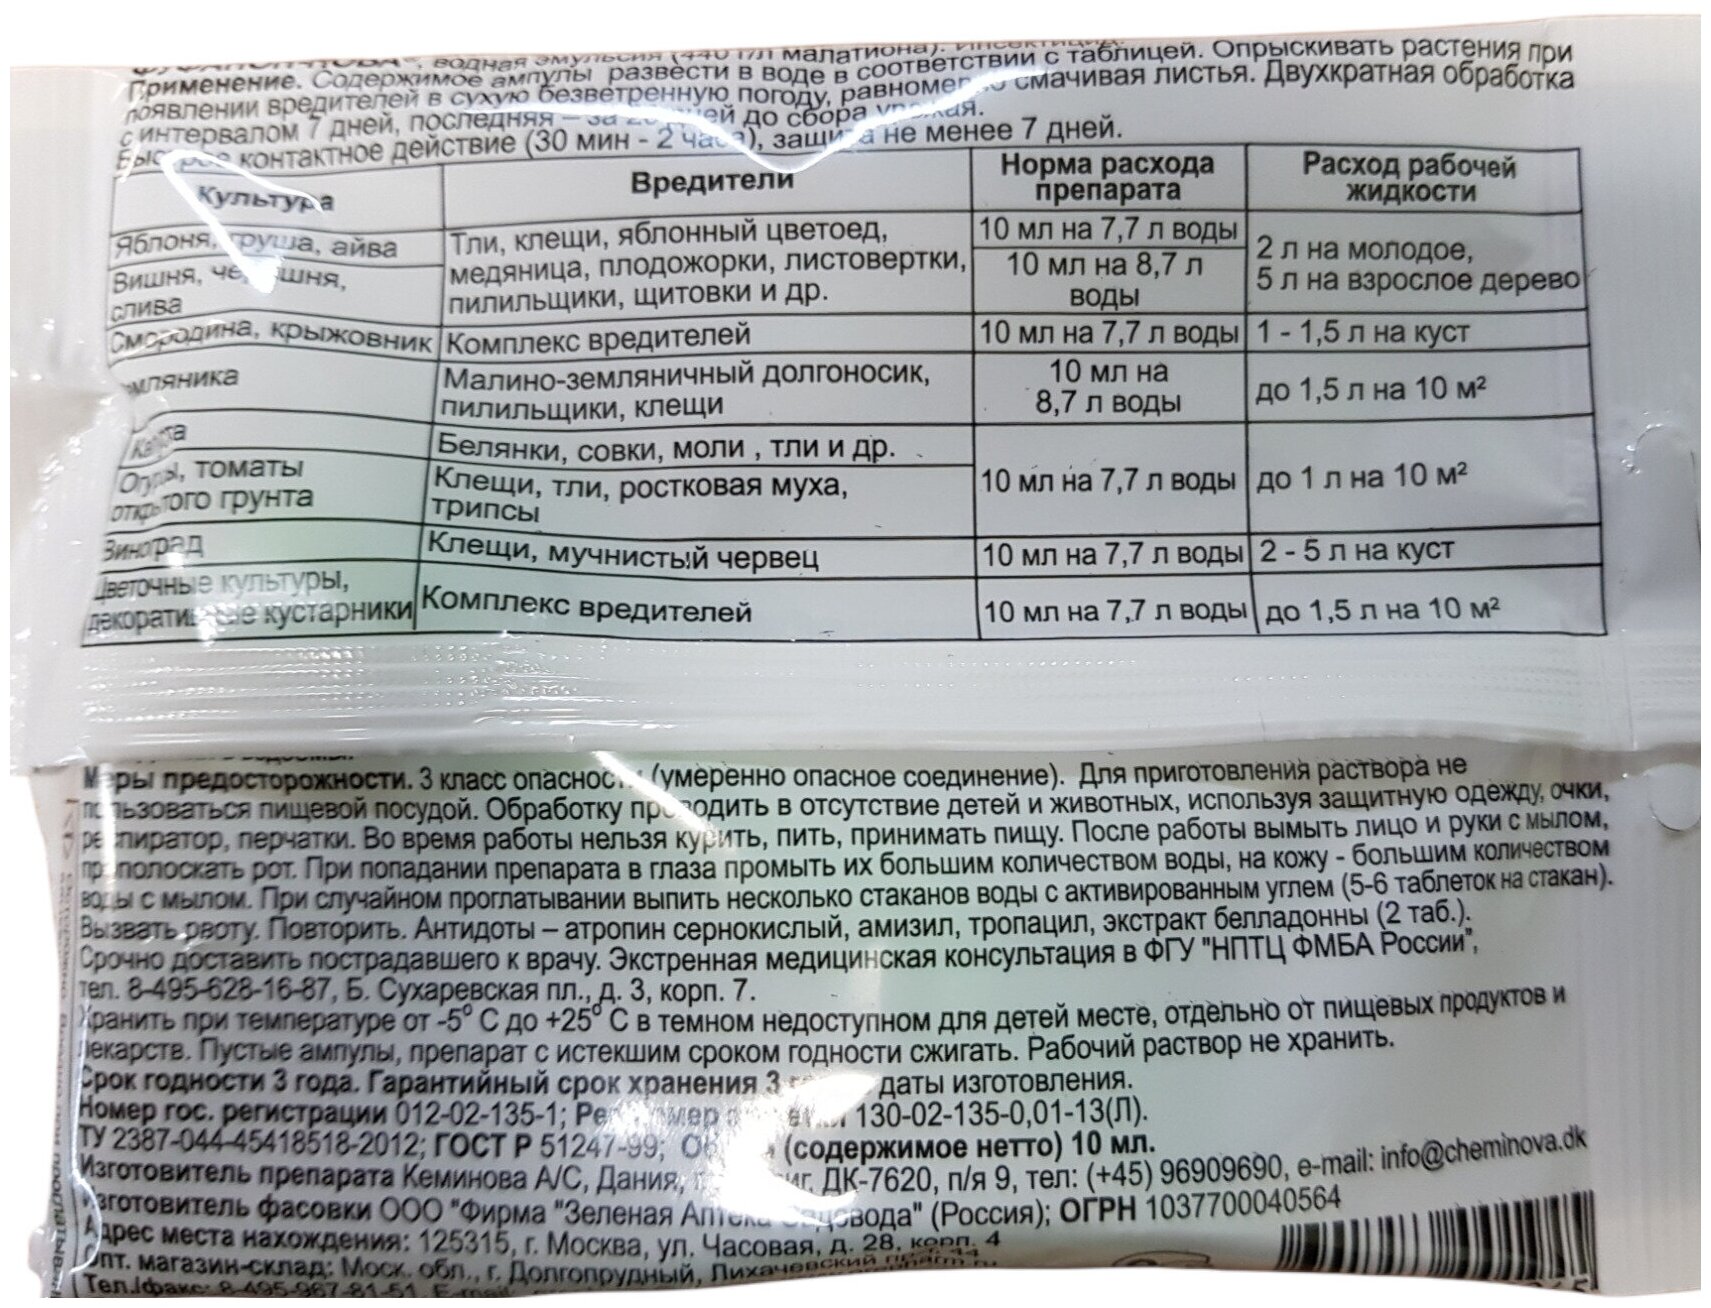 водная эмульсия (440 г/л малатиона). Инсектицид.
Применение. Содержимое ампулы развести в воде в соответствии с таблицей. Опрыскивать растения при
появлении вредителей в сухую безветренную погоду, смачивая листья. Двухкратная обработка
с интервалом 7 дней, последняя – за дней до сбора
контактное действие (30 мин - 2 не менее 7 дней.
Культура
Вредители
Норма расхода
препарата
Расход рабочей
жидкости
Яблоня, груша, айва
Вишня,
слива
Тли, клещи, яблонный цветоед,
медяница, плодожорки, листовертки,
пилильщики, щитовки и др.
10 мл на 7,7 л воды
10 мл на 8,7 л
воды
2 л на молодое,
5 л на взрослое дерево
Смородина, крыжовник
Комплекс вредителей
10 мл на 7,7 л воды
1 - 1,5 л на куст
Малино-земляничный долгоносик,
пилильщики, клещи
10 мл на
8,7 л воды
до 1,5 л на 10 м²
Белянки, совки, моли , тли и др.
томаты
грунта
Клещи, тли, ростковая муха,
трипсы
10 мл на 7,7 л воды
до 1 л на 10 м²
Виноград
Клещи, мучнистый червец
10 мл на 7,7 л воды
2 - 5 л на куст
Цветочные культуры,
кустарники
Комплекс вредителей
10 мл на 7,7 л воды
до 1,5 л на 10 м²
Меры предосторожности. 3 класс (умеренно опасное соединение). Для приготовления раствора не
пользоваться пищевой посудой. Обработку проводить в отсутствие детей и животных, используя защитную одежду, очки,
респиратор, перчатки. Во время работы нельзя курить, пить, принимать пищу. После работы вымыть лицо и руки с мылом,
прополоскать рот. При попадании препарата в глаза промыть их большим количеством воды, на кожу - большим количеством
воды с мылом. При случайном проглатывании выпить несколько стаканов воды с активированным углем (5-6 таблеток на стакан).
Вызвать рвоту. Повторить. Антидоты – атропин сернокислый, амизил, тропацил, экстракт белладонны (2 таб.).
Срочно доставить пострадавшего к врачу. Экстренная медицинская консультация в ФГУ "НПТЦ ФМБА России",
тел. 8-495-628-16-87, Б. Сухаревская пл., д. 3, корп. 7.
Хранить при температуре от -5° С до +25° С в темном недоступном для детей месте, отдельно от пищевых продуктов и
лекарств. Пустые ампулы, препарат с истекшим сроком годности сжигать. Рабочий раствор не хранить.
Срок годности 3 года. Гарантийный срок хранения 3 даты изготовления.
Номер гос. регистрации 012-02-135-1; 130-02-135-0,01-13(Л).
ТУ 2387-044-45418518-2012; ГОСТ Р 51247-99; (содержимое нетто) 10 мл.
Изготовитель препарата Кеминова А/С, Дания, ДК-7620, п/я 9, тел: (+45) 96909690, e-mail: info@cheminova.dk
Изготовитель фасовки ООО "Фирма "Зеленая Аптека Садовода" (Россия); ОГРН 1037700040564
Адрес места нахождения: 125315, г. Москва, ул. Часовая, д. 28, корп. 4
Опт. магазин-склад: Моск. обл., г. Долгопрудный, Лихачевский
Тел./факс: 8-495-967-81-51